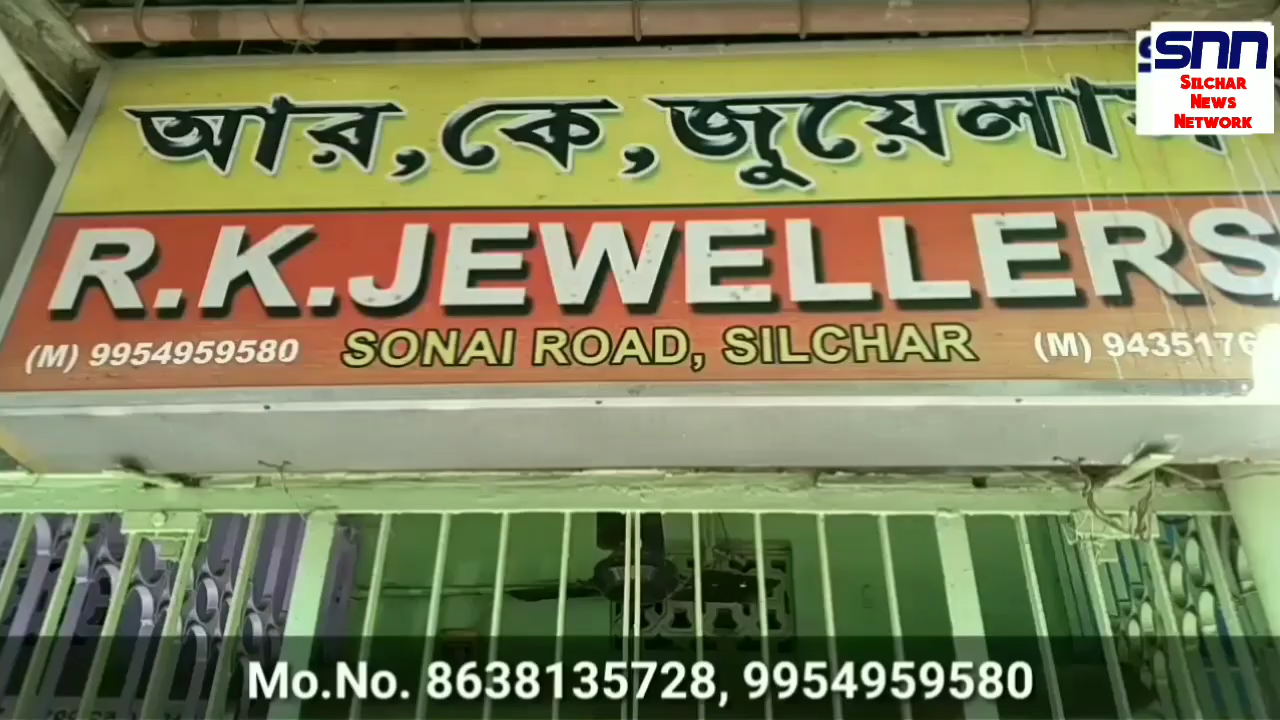 আর,কে,জুয়েলা
R.K.JEWELLERS
(M) 9954959580 SONAI ROAD, SILCHAR (M) 9435176
snn
SILCHAR
NEWS
NETWORK
Mo.No. 8638135728, 9954959580